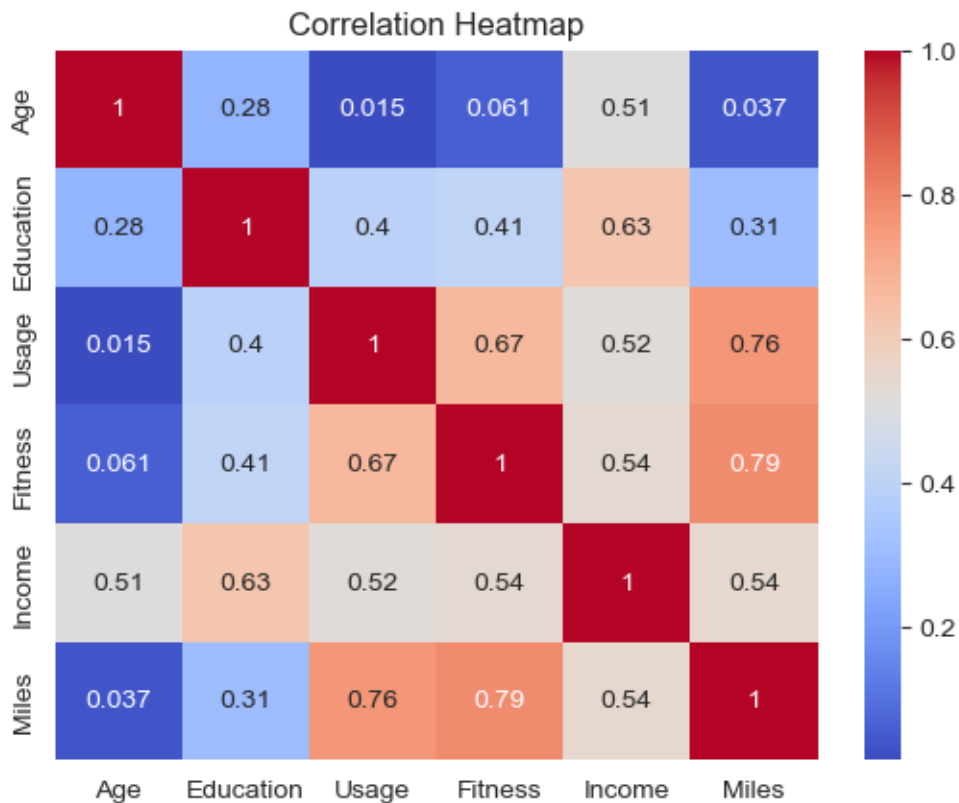 Correlation Heatmap
Age 1 0.28 0.015 0.061 0.51 0.037
Education 0.28 1 0.4 0.41 0.63 0.31
Usage 0.015 0.4 1 0.67 0.52 0.76
Fitness 0.061 0.41 0.67 1 0.54 0.79
Income 0.51 0.63 0.52 0.54 1 0.54
Miles 0.037 0.31 0.76 0.79 0.54 1
Age Education Usage Fitness Income Miles
1.0
0.8
0.6
0.4
0.2